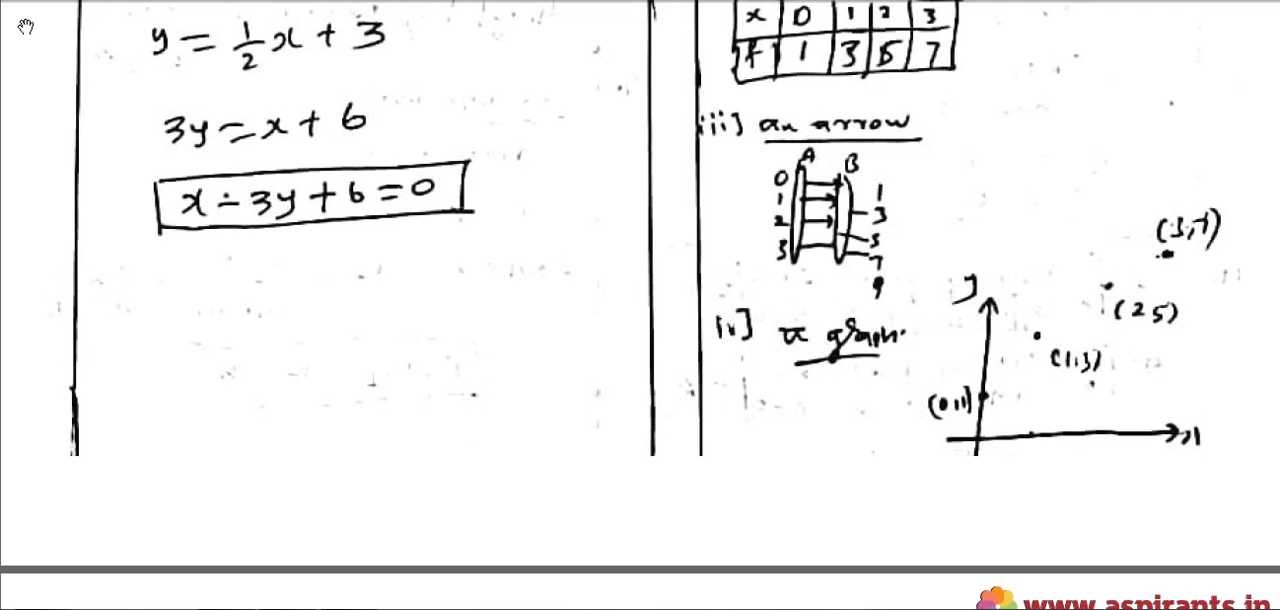 y = 1/2 x + 3
3y = x + 6
x - 3y + 6 = 0
x 0 1 2 3
f 1 3 5 7
iii] an arrow
A B
0 1
1 3
2 5
3 7
9
iv] a graph.
y
(2 5)
(1,3)
(0,1)
x
www.aspirants.in